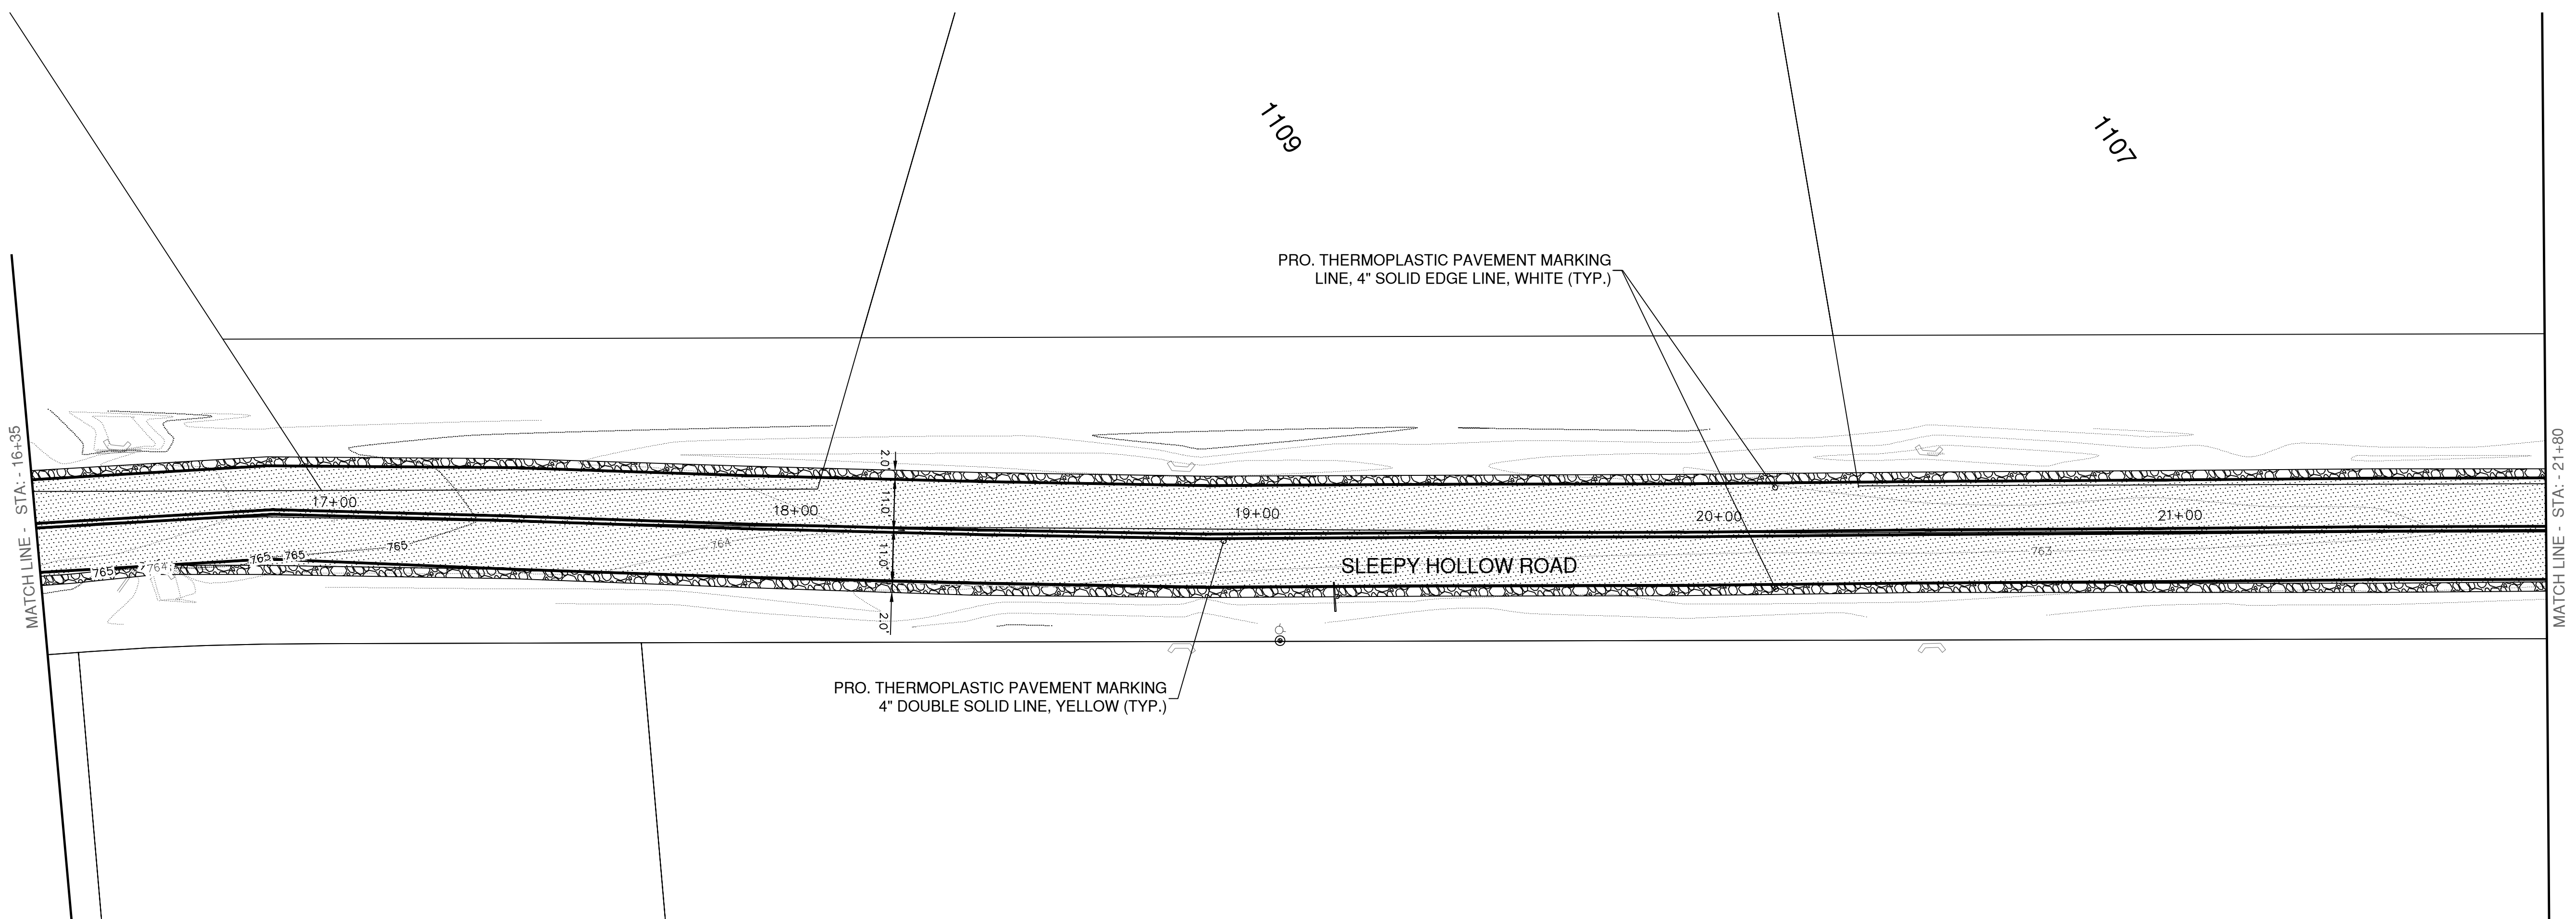 1109
1107
PRO. THERMOPLASTIC PAVEMENT MARKING
LINE, 4" SOLID EDGE LINE, WHITE (TYP.)
MATCH LINE - STA: - 16+35
MATCH LINE - STA: - 21+80
2.0'
11.0'
17+00
18+00
19+00
20+00
21+00
11.0'
765
764
765
765
765
764
763
SLEEPY HOLLOW ROAD
2.0'
PRO. THERMOPLASTIC PAVEMENT MARKING
4" DOUBLE SOLID LINE, YELLOW (TYP.)